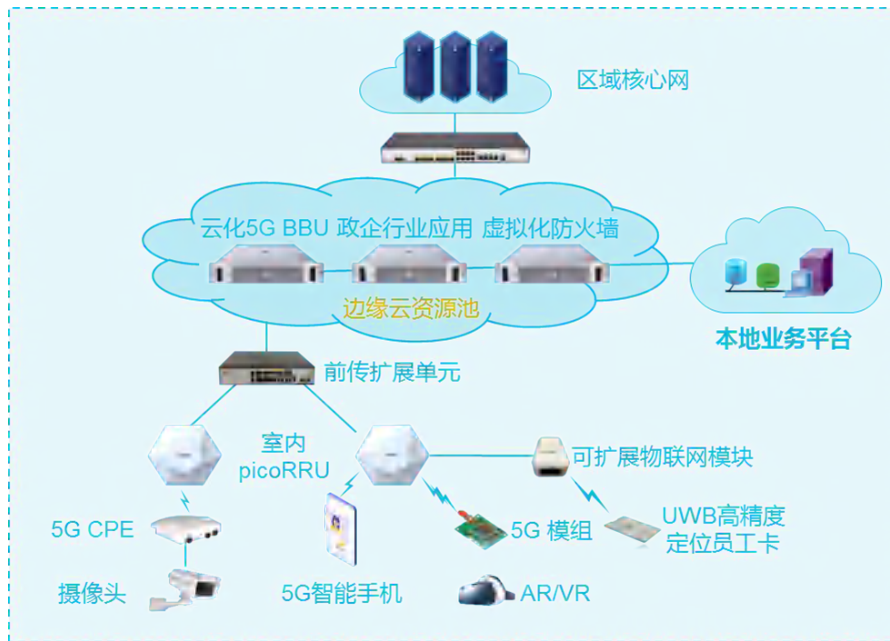 区域核心网
云化5G BBU 政企行业应用 虚拟化防火墙
边缘云资源池
本地业务平台
前传扩展单元
室内
picoRRU
可扩展物联网模块
5G CPE
5G 模组
UWB高精度
定位员工卡
摄像头
5G智能手机
AR/VR